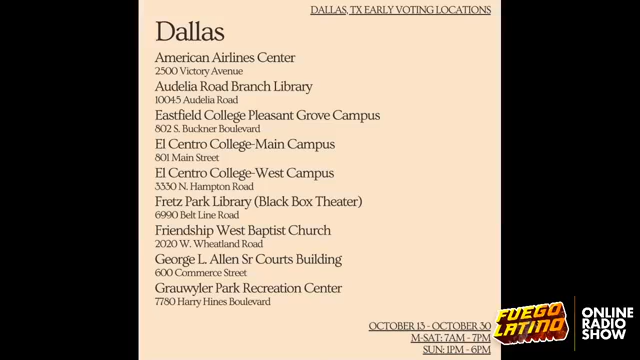 DALLAS, TX EARLY VOTING LOCATIONS
Dallas
American Airlines Center
2500 Victory Avenue
Audelia Road Branch Library
10045 Audelia Road
Eastfield College Pleasant Grove Campus
802 S. Buckner Boulevard
El Centro College-Main Campus
801 Main Street
El Centro College-West Campus
3330 N. Hampton Road
Fretz Park Library (Black Box Theater)
6990 Belt Line Road
Friendship West Baptist Church
2020 W. Wheatland Road
George L. Allen Sr Courts Building
600 Commerce Street
Grauwyler Park Recreation Center
7780 Harry Hines Boulevard
OCTOBER 13 - OCTOBER 30
M-SAT: 7AM - 7PM
SUN: 1PM - 6PM
FUEGO
LATINO
ONLINE
RADIO
SHOW